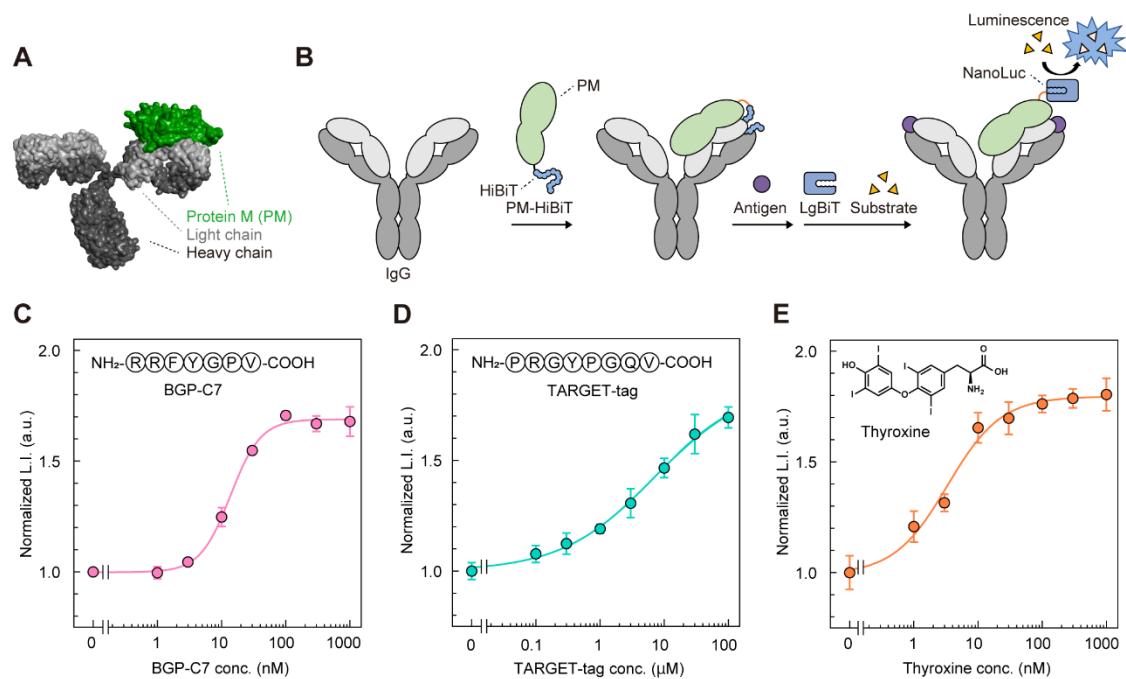 A
Protein M (PM)
Light chain
Heavy chain
B
IgG
PM
HiBiT
PM-HiBiT
Antigen
LgBiT
Substrate
Luminescence
NanoLuc
C
NH₂-RRFYGPV-COOH
BGP-C7
Normalized L.I. (a.u.)
2.0
1.5
1.0
0
1
10
100
1000
BGP-C7 conc. (nM)
D
NH₂-PRGYPGQV-COOH
TARGET-tag
Normalized L.I. (a.u.)
2.0
1.5
1.0
0
0.1
1
10
100
TARGET-tag conc. (μM)
E
HO
I
I
O
I
I
O
OH
NH₂
Thyroxine
Normalized L.I. (a.u.)
2.0
1.5
1.0
0
1
10
100
1000
Thyroxine conc. (nM)